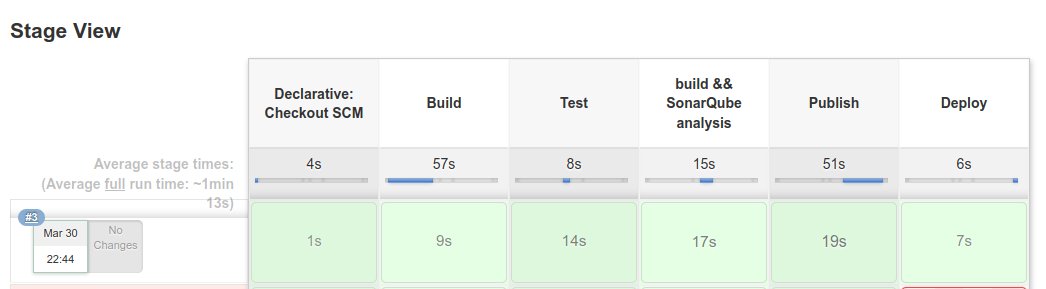 Stage View
Declarative:
Checkout SCM
Build
Test
build &&
SonarQube
analysis
Publish
Deploy
Average stage times:
(Average full run time: ~1min
13s)
4s
57s
8s
15s
51s
6s
#3
Mar 30
22:44
No
Changes
1s
9s
14s
17s
19s
7s